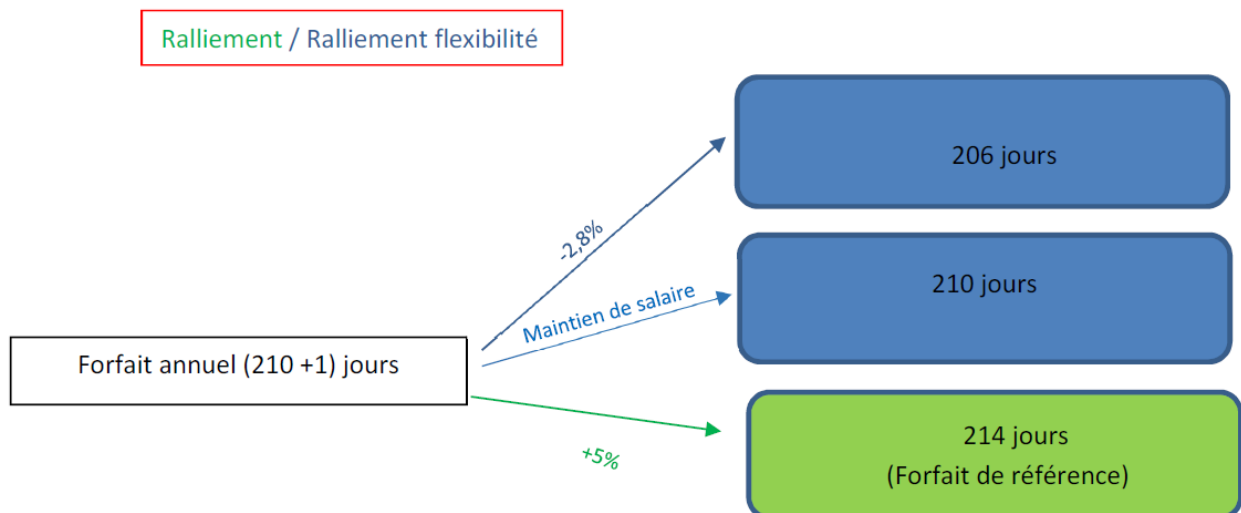 Ralliement / Ralliement flexibilité
206 jours
-2,8%
210 jours
Maintien de salaire
Forfait annuel (210 +1) jours
214 jours
(Forfait de référence)
+5%